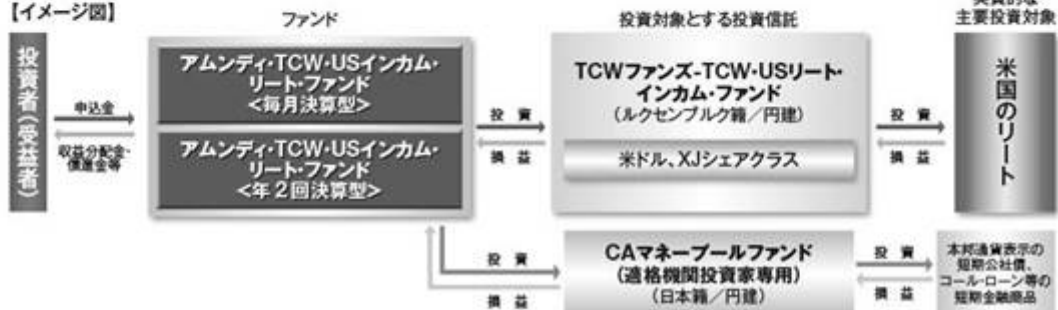 【イメージ図】
ファンド
投資対象とする投資信託
実質的な
主要投資対象
投資者(受益者)
申込金
収益分配金・
償還金等
アムンディ・TCW・USインカム・
リート・ファンド
<毎月決算型>
アムンディ・TCW・USインカム・
リート・ファンド
<年2回決算型>
投資
損益
TCWファンズ-TCW・USリート・
インカム・ファンド
(ルクセンブルク籍/円建)
米ドル、XJシェアクラス
投資
損益
米国のリート
投資
損益
CAマネープールファンド
(適格機関投資家専用)
(日本籍/円建)
投資
損益
本邦通貨表示の
短期公社債、
コール・ローン等の
短期金融商品